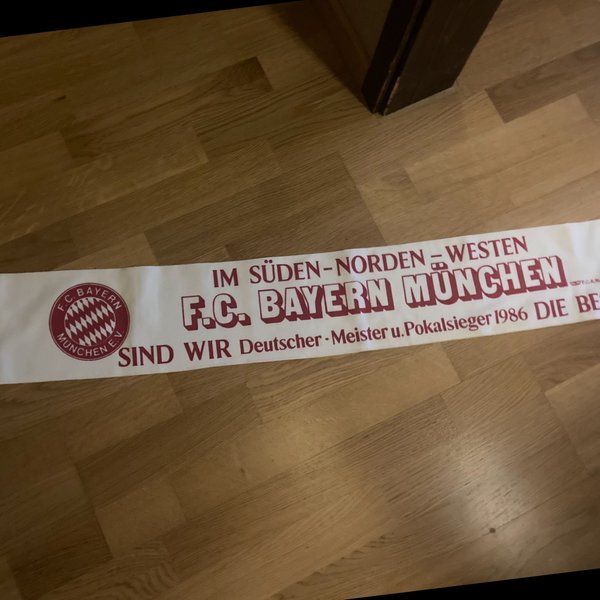 F.C. BAYERN
MÜNCHEN E.V.
IM SÜDEN-NORDEN-WESTEN
F.C. BAYERN MÜNCHEN
SIND WIR Deutscher-Meister u. Pokalsieger 1986 DIE BE